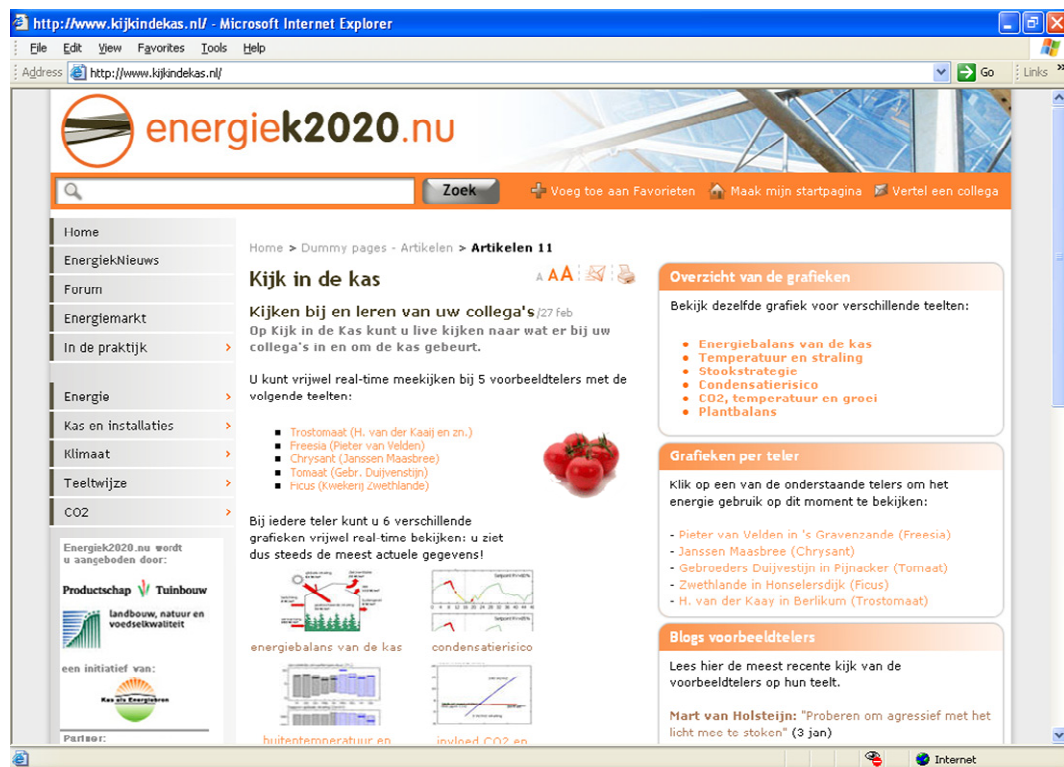 http://www.kijkindekas.nl/ - Microsoft Internet Explorer
File Edit View Favorites Tools Help
Address http://www.kijkindekas.nl/ Go Links »
energiek2020.nu
Zoek Voeg toe aan Favorieten Maak mijn startpagina Vertel een collega
Home
EnergiekNieuws
Forum
Energiemarkt
In de praktijk
Energie
Kas en installaties
Klimaat
Teeltwijze
CO2
Energiek2020.nu wordt
u aangeboden door:
Productschap Tuinbouw
landbouw, natuur en
voedselkwaliteit
een initiatief van:
Kas als Energiebron
Partner:
Home > Dummy pages - Artikelen > Artikelen 11
Kijk in de kas
A A A
Kijken bij en leren van uw collega's /27 feb
Op Kijk in de Kas kunt u live kijken naar wat er bij uw
collega's in en om de kas gebeurt.
U kunt vrijwel real-time meekijken bij 5 voorbeeldtelers met de
volgende teelten:
Trostomaat (H. van der Kaaij en zn.)
Freesia (Pieter van Velden)
Chrysant (Janssen Maasbree)
Tomaat (Gebr. Duijvenstijn)
Ficus (Kwekerij Zwethlande)
Bij iedere teler kunt u 6 verschillende
grafieken vrijwel real-time bekijken: u ziet
dus steeds de meest actuele gegevens!
energiebalans van de kas
condensatierisico
buitentemperatuur en
invloed CO2 en
Overzicht van de grafieken
Bekijk dezelfde grafiek voor verschillende teelten:
Energiebalans van de kas
Temperatuur en straling
Stookstrategie
Condensatierisico
CO2, temperatuur en groei
Plantbalans
Grafieken per teler
Klik op een van de onderstaande telers om het
energie gebruik op dit moment te bekijken:
- Pieter van Velden in 's Gravenzande (Freesia)
- Janssen Maasbree (Chrysant)
- Gebroeders Duijvestijn in Pijnacker (Tomaat)
- Zwethlande in Honselersdijk (Ficus)
- H. van der Kaay in Berlikum (Trostomaat)
Blogs voorbeeldtelers
Lees hier de meest recente kijk van de
voorbeeldtelers op hun teelt.
Mart van Holsteijn: "Proberen om agressief met het
licht mee te stoken" (3 jan)
Internet